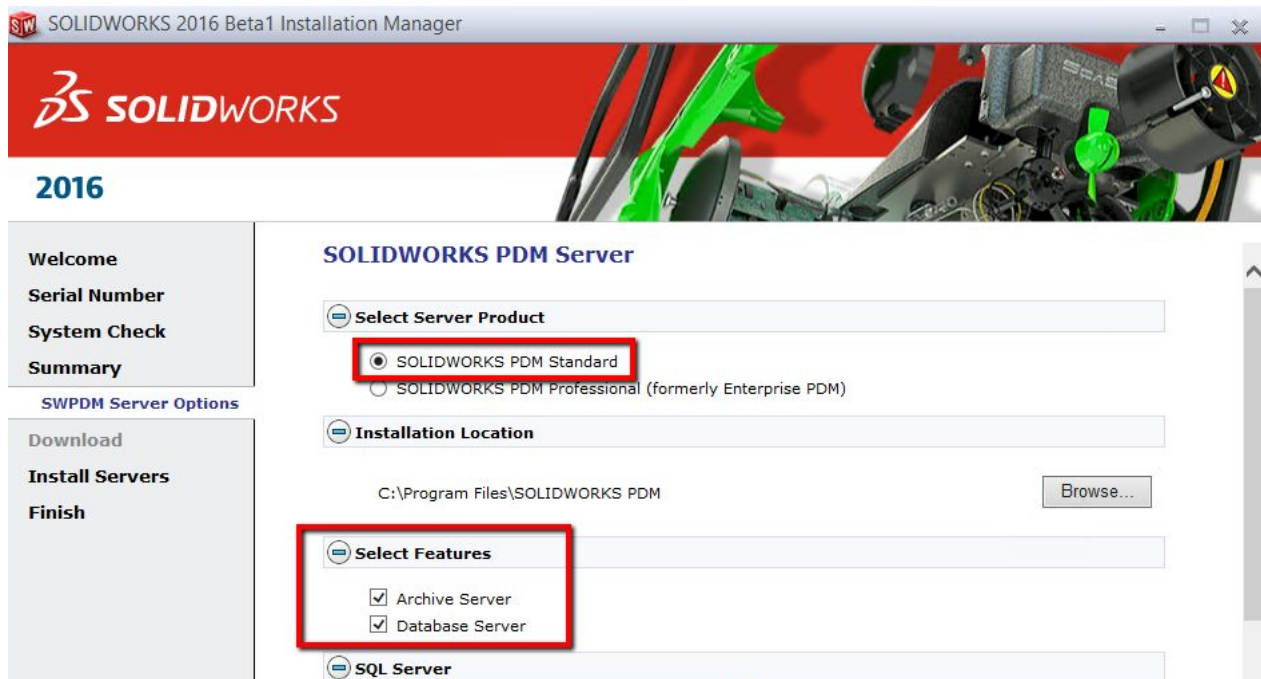 SOLIDWORKS 2016 Beta1 Installation Manager
SOLIDWORKS
2016
Welcome
Serial Number
System Check
Summary
SWPDM Server Options
Download
Install Servers
Finish
SOLIDWORKS PDM Server
Select Server Product
SOLIDWORKS PDM Standard
SOLIDWORKS PDM Professional (formerly Enterprise PDM)
Installation Location
C:\Program Files\SOLIDWORKS PDM
Browse...
Select Features
Archive Server
Database Server
SQL Server